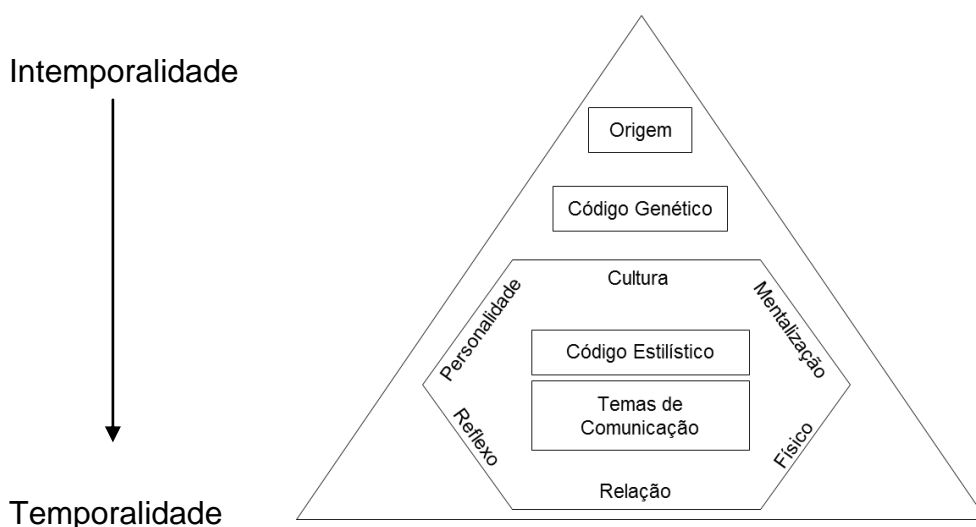 Intemporalidade
Origem
Código Genético
Cultura
Personalidade
Mentalização
Código Estilístico
Temas de
Comunicação
Reflexo
Físico
Relação
Temporalidade